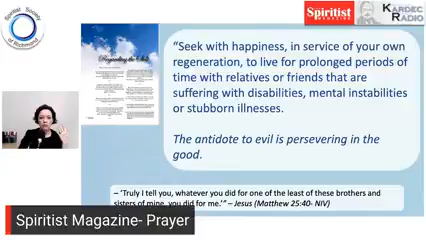 Spiritist Society
of Richmond
The
Spiritist
MAGAZINE
KARDEC
RADIO
Regarding the Self
“Seek with happiness, in service of your own
regeneration, to live for prolonged periods of
time with relatives or friends that are
suffering with disabilities, mental instabilities
or stubborn illnesses.
The antidote to evil is persevering in the
good.
– ‘Truly I tell you, whatever you did for one of the least of these brothers and
sisters of mine, you did for me.’” – Jesus (Matthew 25:40- NIV)
Spiritist Magazine- Prayer